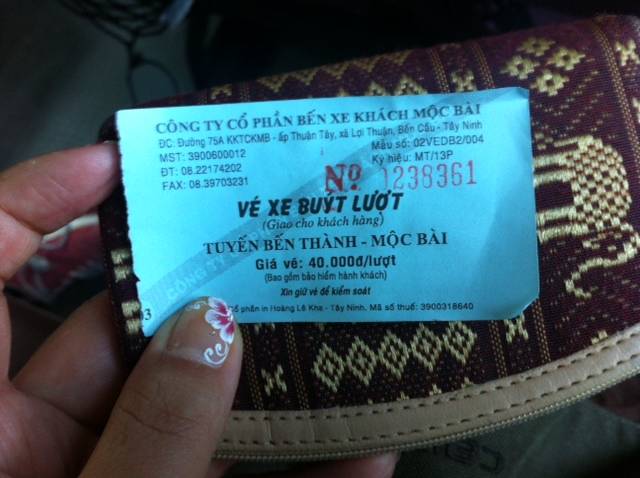 CÔNG TY CỔ PHẦN BẾN XE KHÁCH MỘC BÀI
ĐC: Đường 75A KKTCKMB - ấp Thuận Tây, xã Lợi Thuận, Bến Cầu - Tây Ninh
MST: 3900600012
Mẫu số: 02VEDB2/004
ĐT: 08.22174202
Ký hiệu: MT/13P
FAX: 08.39703231
Nº 1238361
VÉ XE BUÝT LƯỢT
(Giao cho khách hàng)
TUYẾN BẾN THÀNH - MỘC BÀI
Giá vé: 40.000đ/lượt
(Bao gồm bảo hiểm hành khách)
Xin giữ vé để kiểm soát
phần in Hoàng Lê Kha - Tây Ninh. Mã số thuế: 3900318640
CÔNG TY